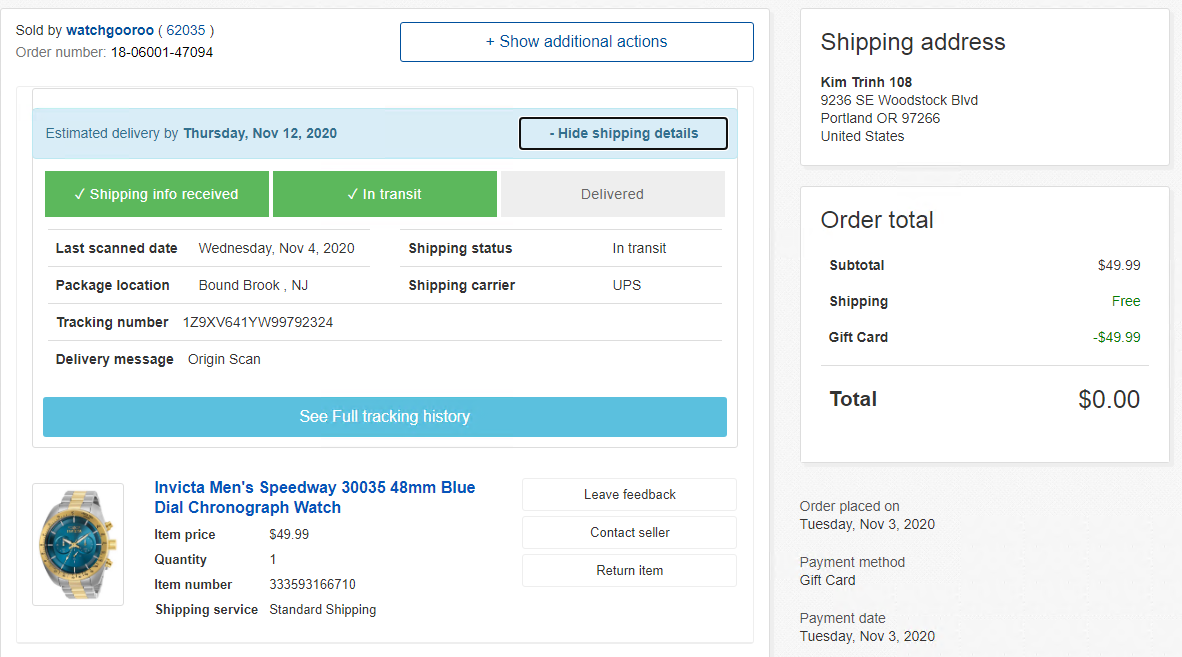 Sold by watchgooroo ( 62035 )
Order number: 18-06001-47094
+ Show additional actions
Estimated delivery by Thursday, Nov 12, 2020
- Hide shipping details
✓ Shipping info received
✓ In transit
Delivered
Last scanned date Wednesday, Nov 4, 2020
Shipping status In transit
Package location Bound Brook , NJ
Shipping carrier UPS
Tracking number 1Z9XV641YW99792324
Delivery message Origin Scan
See Full tracking history
Invicta Men's Speedway 30035 48mm Blue
Dial Chronograph Watch
Item price $49.99
Quantity 1
Item number 333593166710
Shipping service Standard Shipping
Leave feedback
Contact seller
Return item
Shipping address
Kim Trinh 108
9236 SE Woodstock Blvd
Portland OR 97266
United States
Order total
Subtotal $49.99
Shipping Free
Gift Card -$49.99
Total $0.00
Order placed on
Tuesday, Nov 3, 2020
Payment method
Gift Card
Payment date
Tuesday, Nov 3, 2020